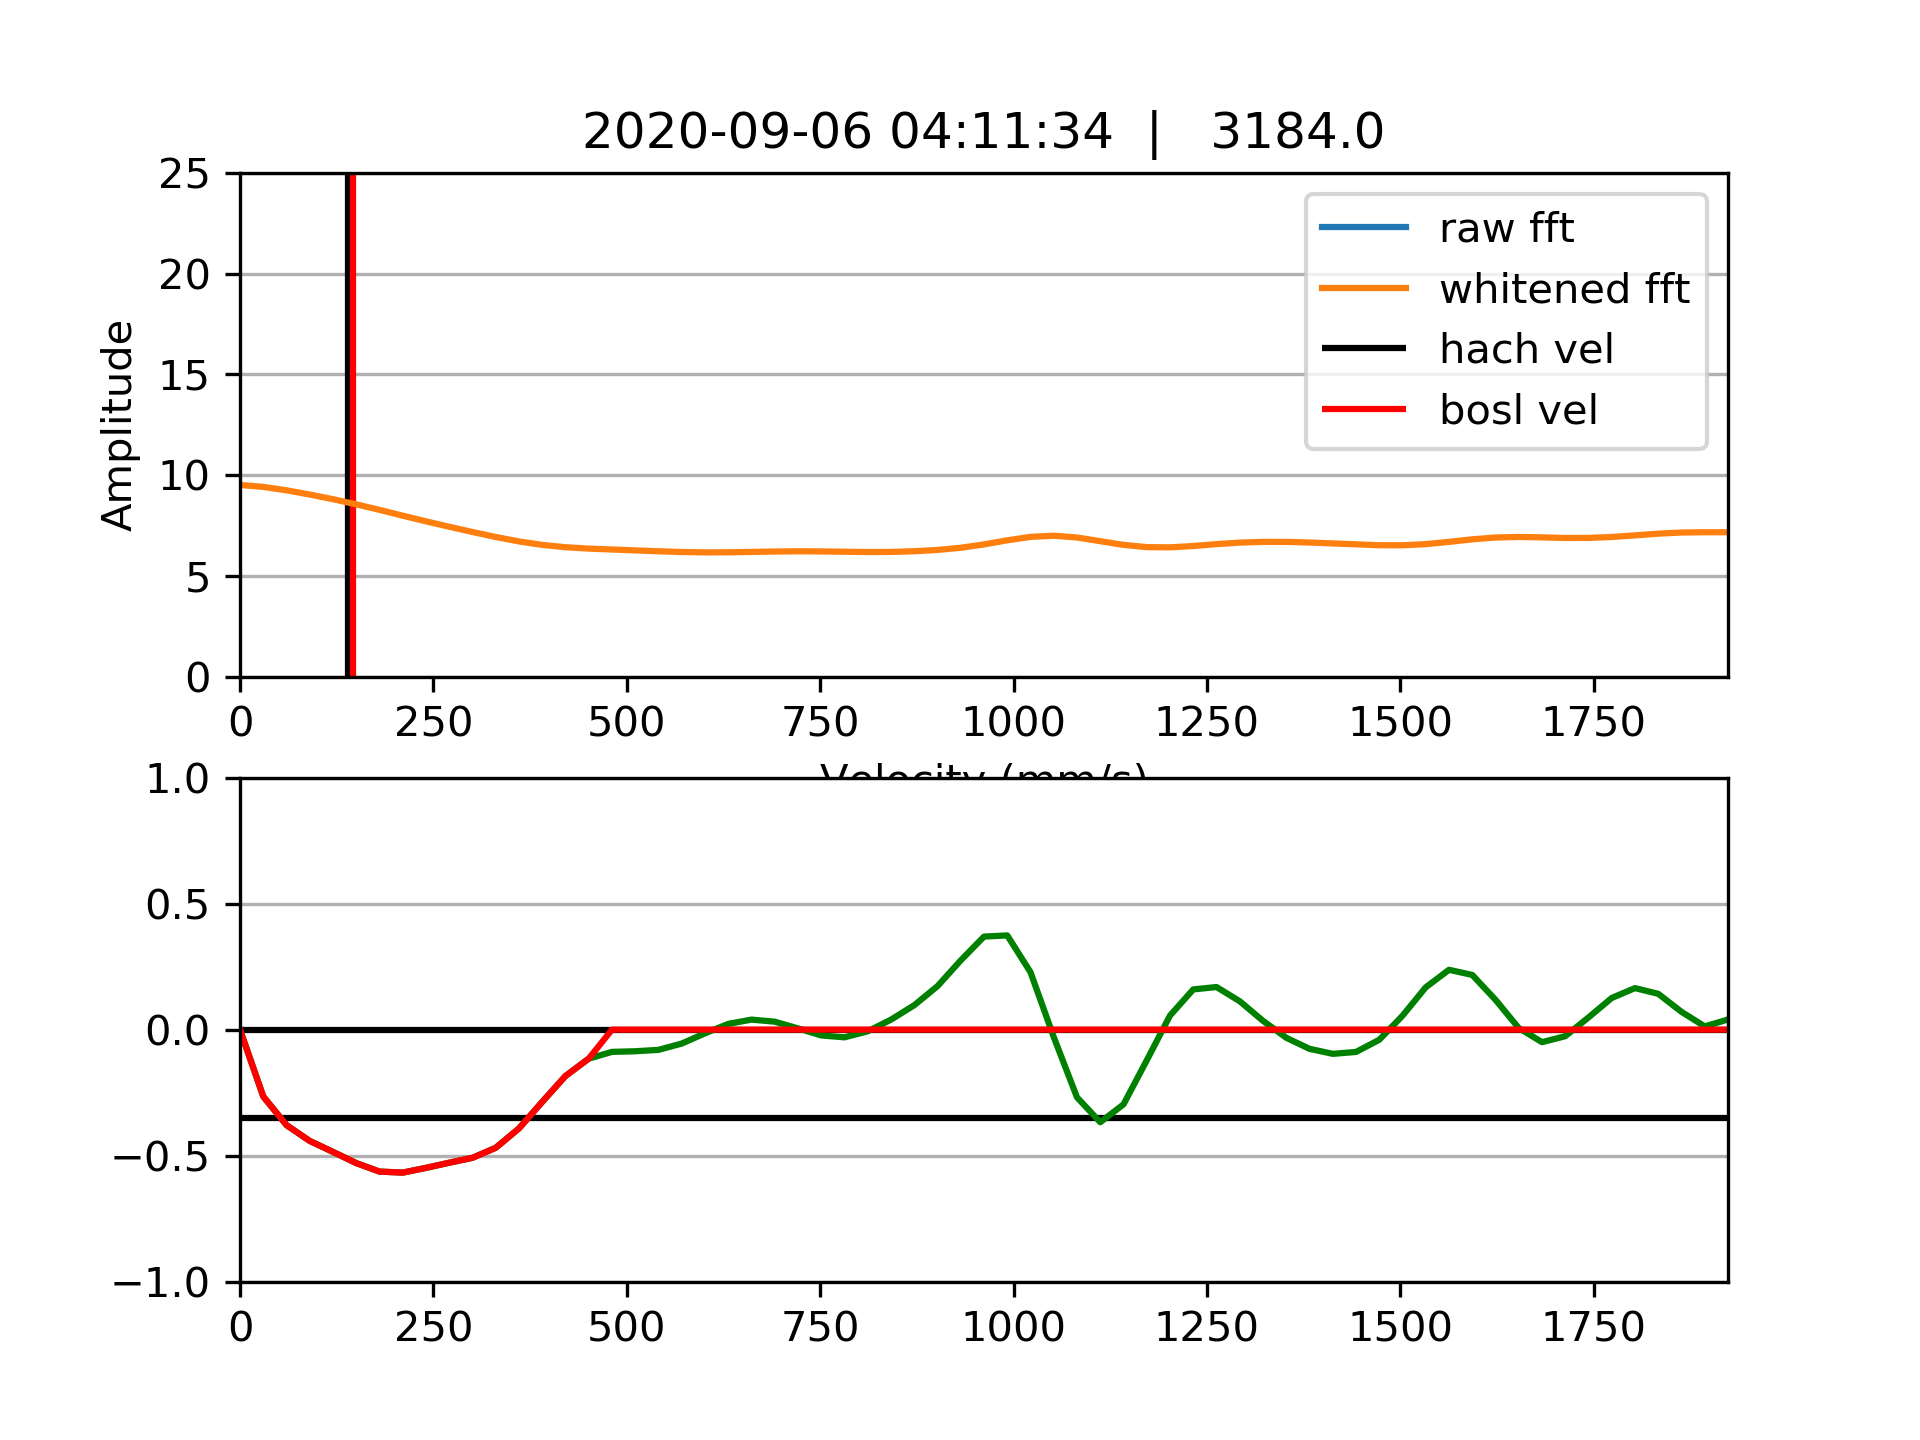 2020-09-06 04:11:34 | 3184.0
25
20
15
10
5
0
Amplitude
raw fft
whitened fft
hach vel
bosl vel
0 250 500 750 1000 1250 1500 1750
Velocity (mm/s)
1.0
0.5
0.0
−0.5
−1.0
0 250 500 750 1000 1250 1500 1750